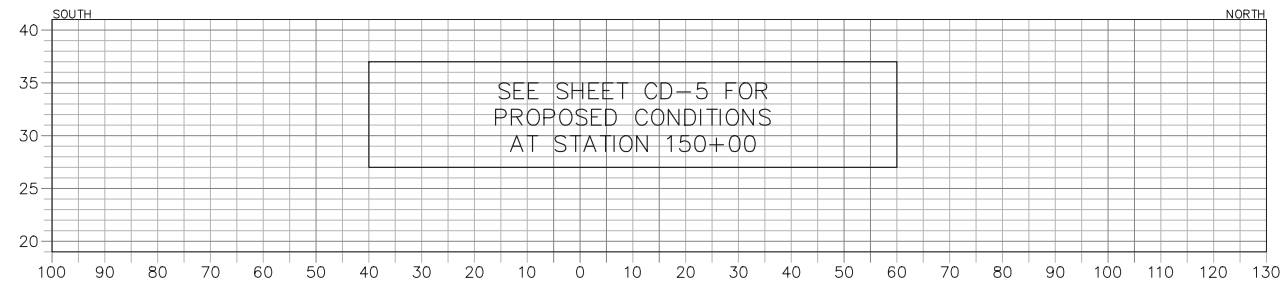 SOUTH NORTH
40
35
SEE SHEET CD-5 FOR
PROPOSED CONDITIONS
30
AT STATION 150+00
25
20
100 90 80 70 60 50 40 30 20 10 0 10 20 30 40 50 60 70 80 90 100 110 120 130